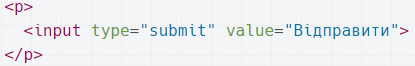 <p>
  <input type="submit" value="Відправити">
</p>